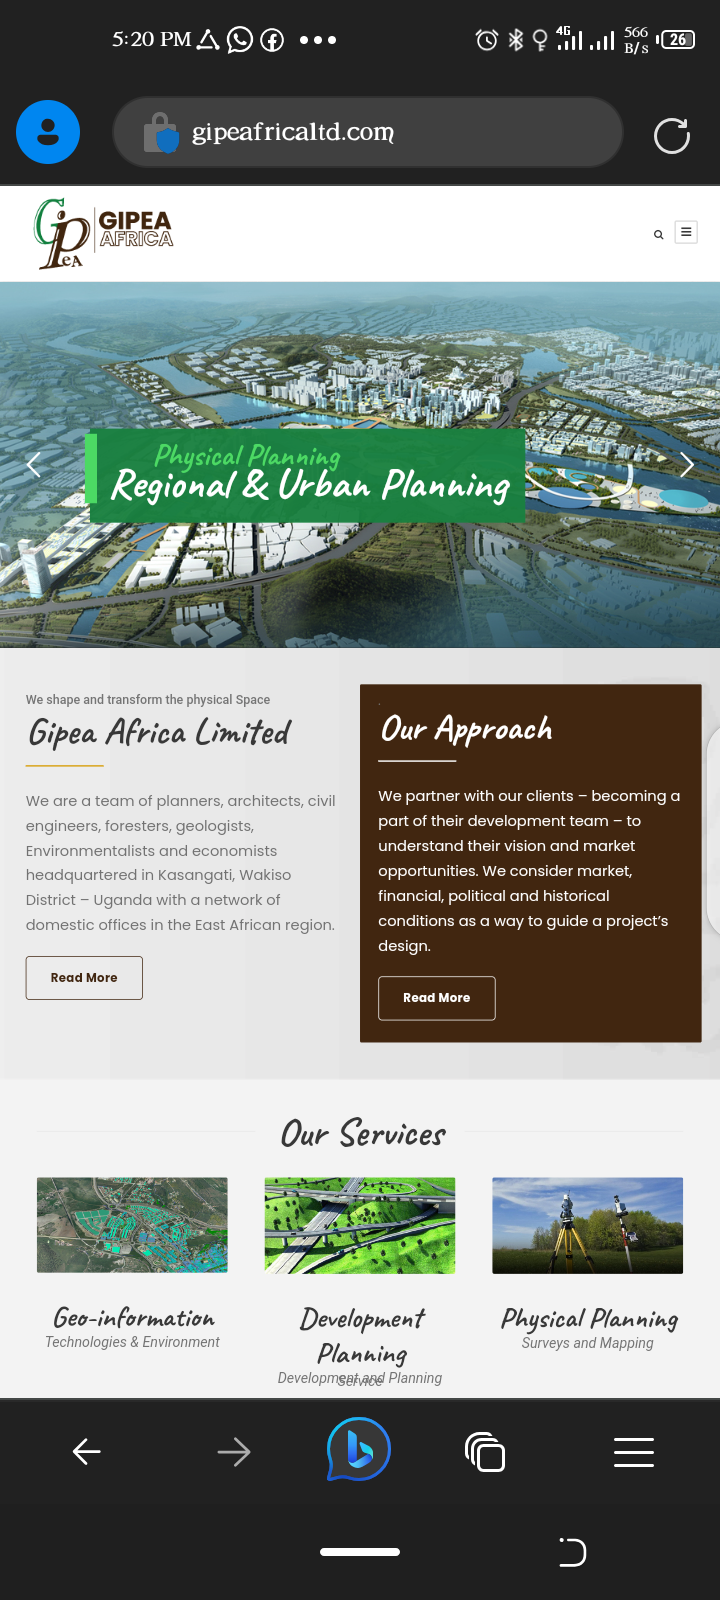 5:20 PM
4G
566 B/s
26
gipeafricaltd.com
GIPEA
AFRICA
GPeA
Physical Planning
Regional & Urban Planning
We shape and transform the physical Space
Gipea Africa Limited
We are a team of planners, architects, civil
engineers, foresters, geologists,
Environmentalists and economists
headquartered in Kasangati, Wakiso
District – Uganda with a network of
domestic offices in the East African region.
Read More
Our Approach
We partner with our clients – becoming a
part of their development team – to
understand their vision and market
opportunities. We consider market,
financial, political and historical
conditions as a way to guide a project’s
design.
Read More
Our Services
Geo-information
Technologies & Environment
Development
Planning
Development and Planning
Service
Physical Planning
Surveys and Mapping